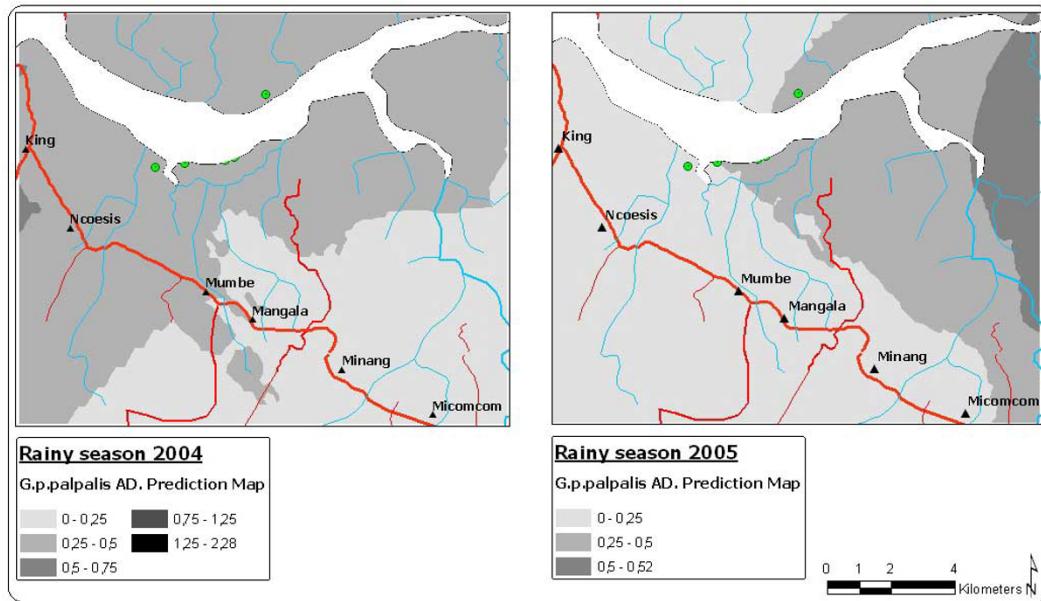 King
Ncoesis
Mumbe
Mangala
Minang
Micomcom
Rainy season 2004
G.p.palpalis AD. Prediction Map
0 - 0,25
0,25 - 0,5
0,5 - 0,75
0,75 - 1,25
1,25 - 2,28
King
Ncoesis
Mumbe
Mangala
Minang
Micomcom
Rainy season 2005
G.p.palpalis AD. Prediction Map
0 - 0,25
0,25 - 0,5
0,5 - 0,52
0 1 2 4
Kilometers N